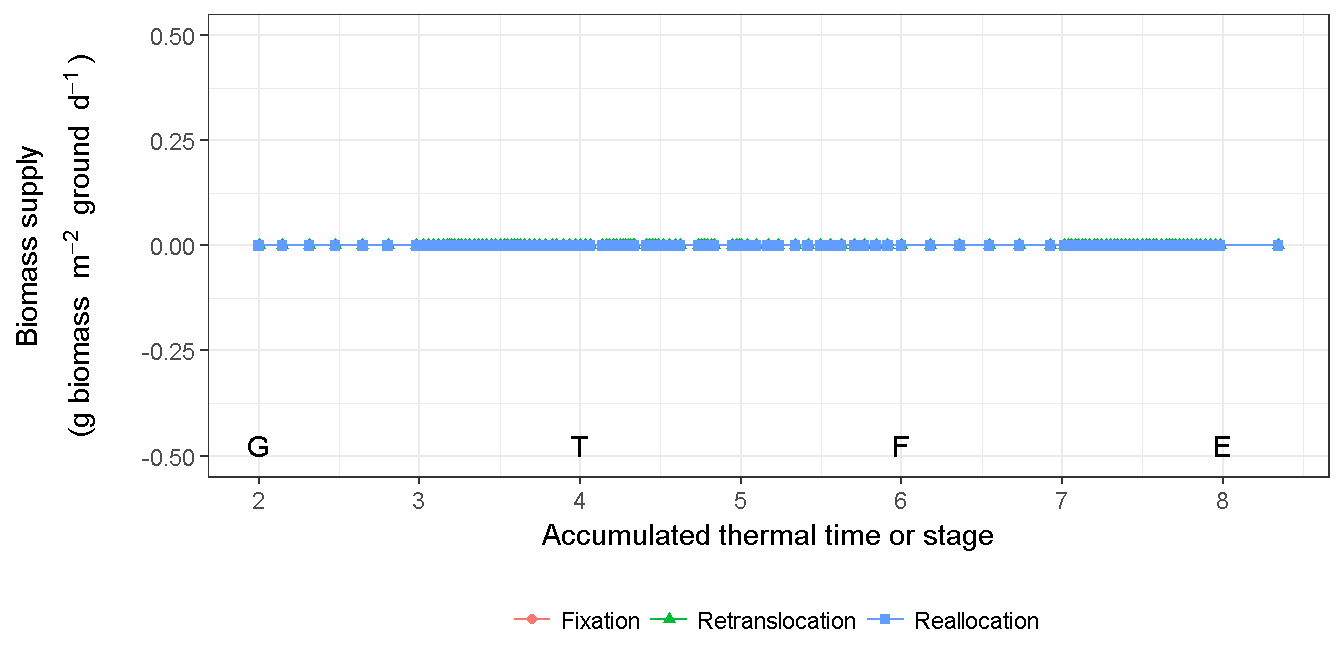 Biomass supply
(g biomass m⁻² ground d⁻¹)
0.50
0.25
0.00
-0.25
-0.50
G T F E
2 3 4 5 6 7 8
Accumulated thermal time or stage
Fixation Retranslocation Reallocation